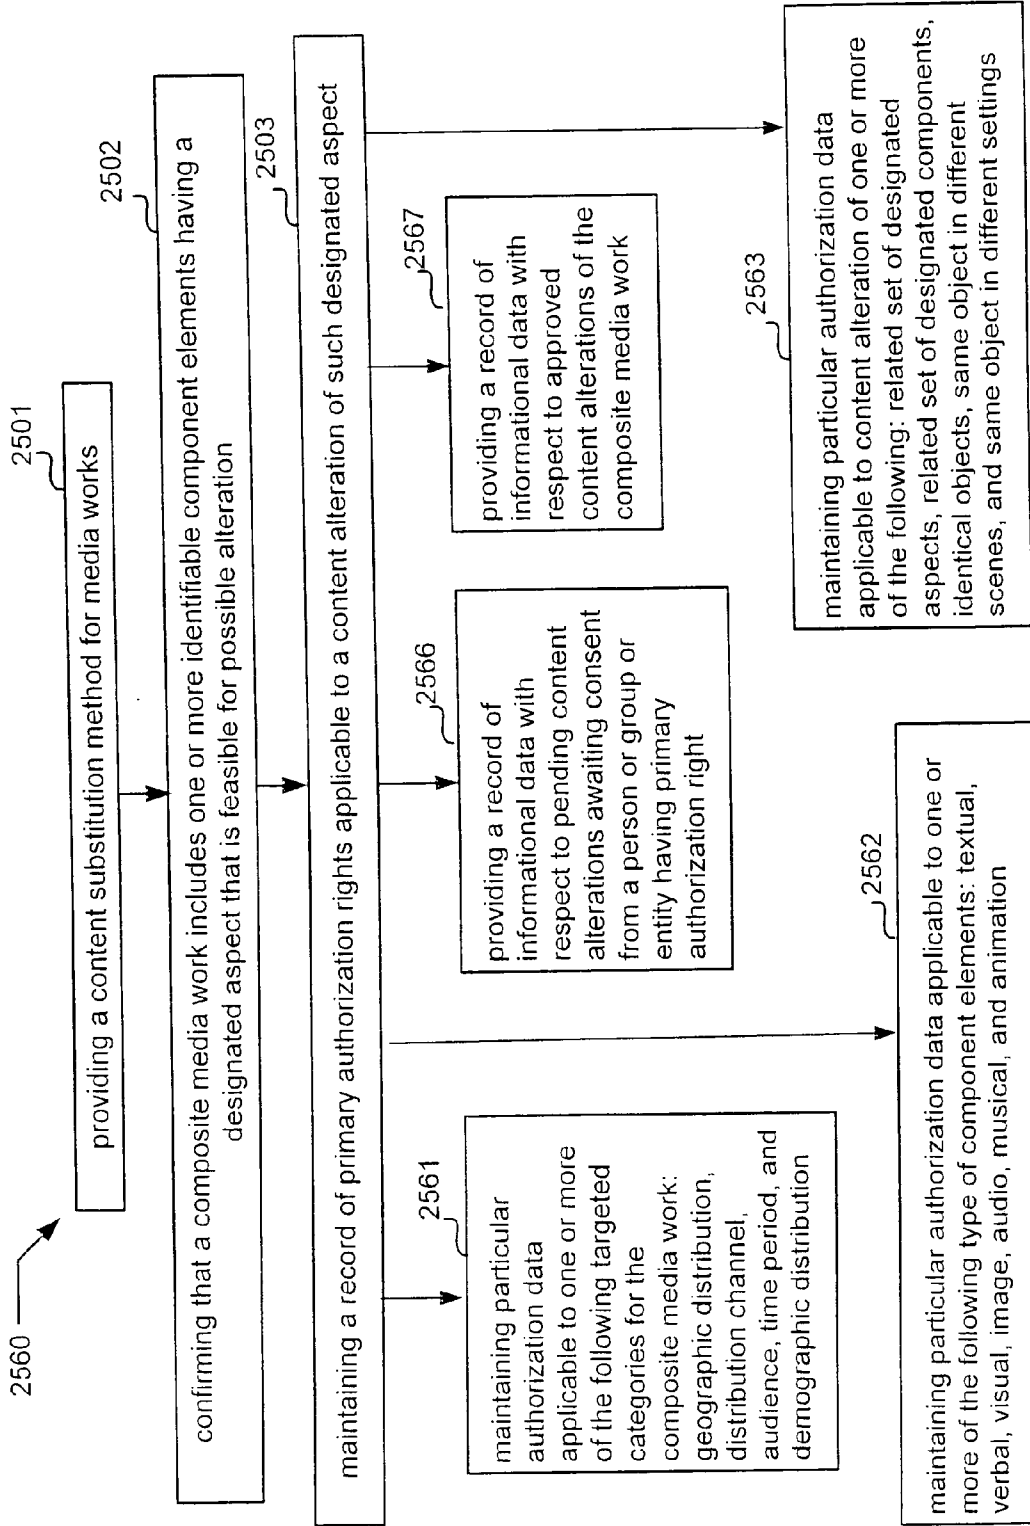 2560
2501
providing a content substitution method for media works
2502
confirming that a composite media work includes one or more identifiable component elements having a
designated aspect that is feasible for possible alteration
2503
maintaining a record of primary authorization rights applicable to a content alteration of such designated aspect
2561
maintaining particular
authorization data
applicable to one or more
of the following targeted
categories for the
composite media work:
geographic distribution,
distribution channel,
audience, time period, and
demographic distribution
2566
providing a record of
informational data with
respect to pending content
alterations awaiting consent
from a person or group or
entity having primary
authorization right
2567
providing a record of
informational data with
respect to approved
content alterations of the
composite media work
2562
maintaining particular authorization data applicable to one or
more of the following type of component elements: textual,
verbal, visual, image, audio, musical, and animation
2563
maintaining particular authorization data
applicable to content alteration of one or more
of the following: related set of designated
aspects, related set of designated components,
identical objects, same object in different
scenes, and same object in different settings